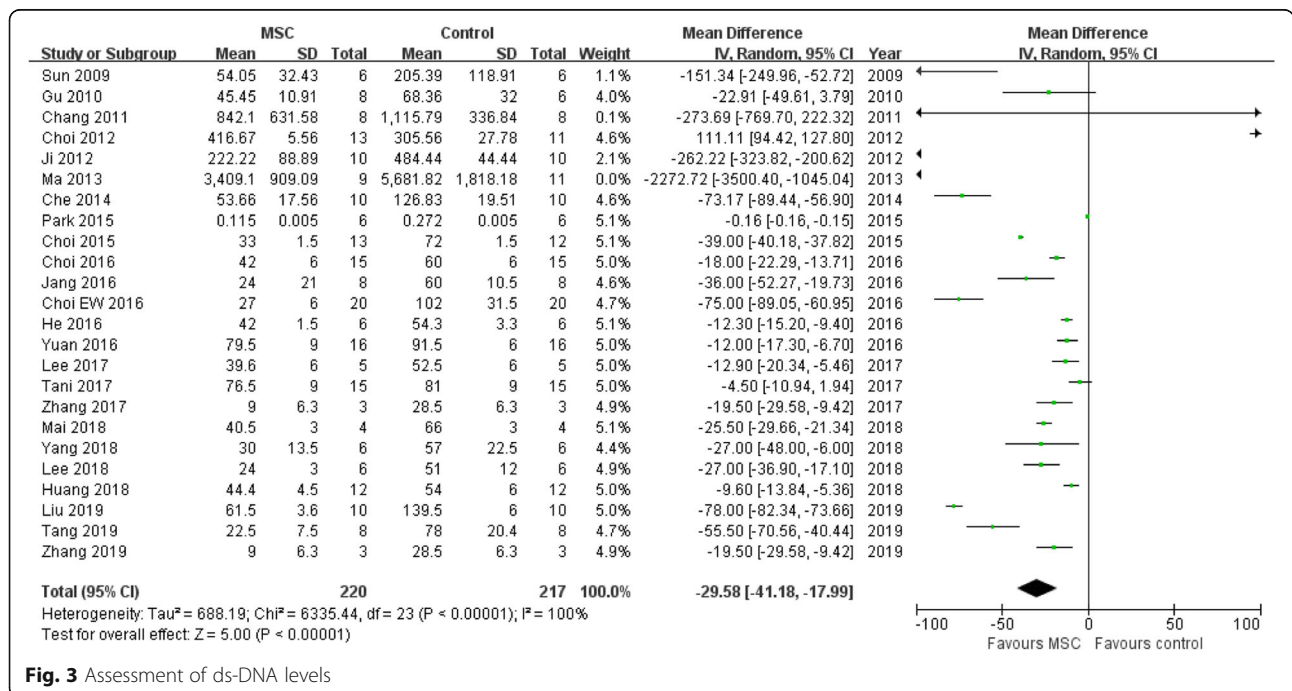 MSC Control Mean Difference Mean Difference
Study or Subgroup Mean SD Total Mean SD Total Weight IV, Random, 95% CI Year IV, Random, 95% CI
Sun 2009 54.05 32.43 6 205.39 118.91 6 1.1% -151.34 [-249.96, -52.72] 2009
Gu 2010 45.45 10.91 8 68.36 32 6 4.0% -22.91 [-49.61, 3.79] 2010
Chang 2011 842.1 631.58 8 1,115.79 336.84 8 0.1% -273.69 [-769.70, 222.32] 2011
Choi 2012 416.67 5.56 13 305.56 27.78 11 4.6% 111.11 [94.42, 127.80] 2012
Ji 2012 222.22 88.89 10 484.44 44.44 10 2.1% -262.22 [-323.82, -200.62] 2012
Ma 2013 3,409.1 909.09 9 5,681.82 1,818.18 11 0.0% -2272.72 [-3500.40, -1045.04] 2013
Che 2014 53.66 17.56 10 126.83 19.51 10 4.6% -73.17 [-89.44, -56.90] 2014
Park 2015 0.115 0.005 6 0.272 0.005 6 5.1% -0.16 [-0.16, -0.15] 2015
Choi 2015 33 1.5 13 72 1.5 12 5.1% -39.00 [-40.18, -37.82] 2015
Choi 2016 42 6 15 60 6 15 5.0% -18.00 [-22.29, -13.71] 2016
Jang 2016 24 21 8 60 10.5 8 4.6% -36.00 [-52.27, -19.73] 2016
Choi EW 2016 27 6 20 102 31.5 20 4.7% -75.00 [-89.05, -60.95] 2016
He 2016 42 1.5 6 54.3 3.3 6 5.1% -12.30 [-15.20, -9.40] 2016
Yuan 2016 79.5 9 16 91.5 6 16 5.0% -12.00 [-17.30, -6.70] 2016
Lee 2017 39.6 6 5 52.5 6 5 5.0% -12.90 [-20.34, -5.46] 2017
Tani 2017 76.5 9 15 81 9 15 5.0% -4.50 [-10.94, 1.94] 2017
Zhang 2017 9 6.3 3 28.5 6.3 3 4.9% -19.50 [-29.58, -9.42] 2017
Mai 2018 40.5 3 4 66 3 4 5.0% -25.50 [-29.66, -21.34] 2018
Yang 2018 30 13.5 6 57 22.5 6 4.4% -27.00 [-48.00, -6.00] 2018
Lee 2018 24 3 6 51 12 6 4.9% -27.00 [-36.90, -17.10] 2018
Huang 2018 44.4 4.5 12 54 6 12 5.0% -9.60 [-13.84, -5.36] 2018
Liu 2019 61.5 3.6 10 139.5 6 10 5.0% -78.00 [-82.34, -73.66] 2019
Tang 2019 22.5 7.5 8 78 20.4 8 4.7% -55.50 [-70.56, -40.44] 2019
Zhang 2019 9 6.3 3 28.5 6.3 3 4.9% -19.50 [-29.58, -9.42] 2019
Total (95% CI) 220 217 100.0% -29.58 [-41.18, -17.99]
Heterogeneity: Tau² = 688.19; Chi² = 6335.44, df = 23 (P < 0.00001); I² = 100%
Test for overall effect: Z = 5.00 (P < 0.00001)
-100 -50 0 50 100
Favours MSC Favours control
Fig. 3 Assessment of ds-DNA levels